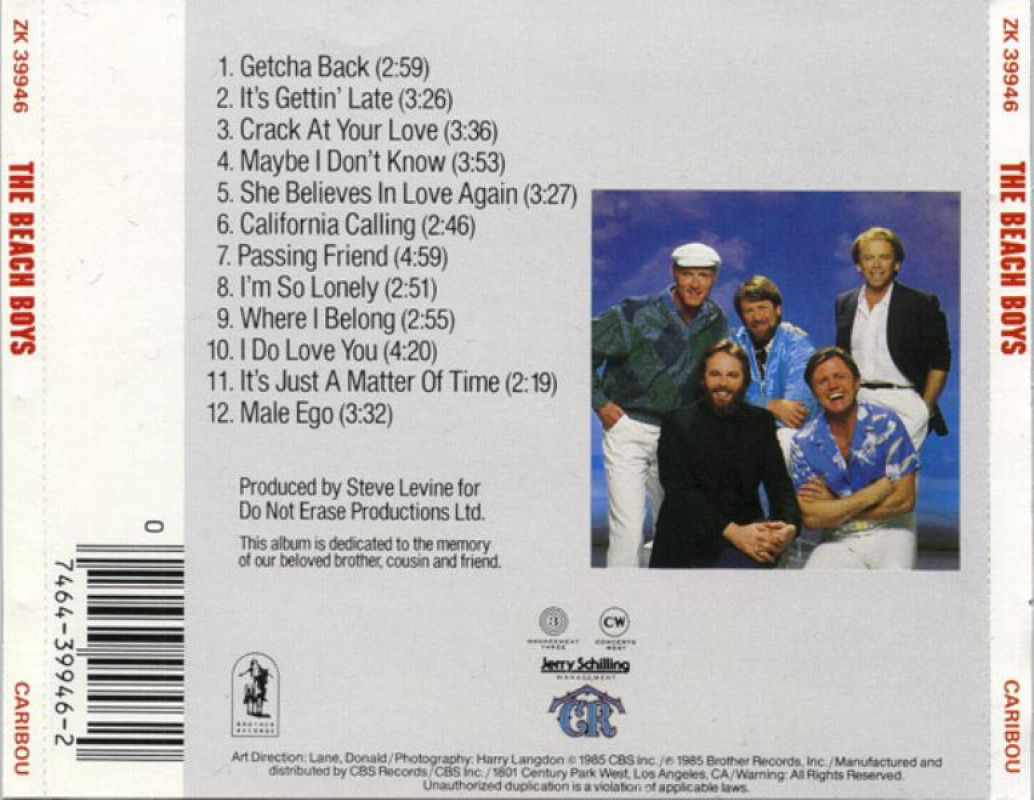 ZK 39946
THE BEACH BOYS
CARIBOU
1. Getcha Back (2:59)
2. It's Gettin' Late (3:26)
3. Crack At Your Love (3:36)
4. Maybe I Don't Know (3:53)
5. She Believes In Love Again (3:27)
6. California Calling (2:46)
7. Passing Friend (4:59)
8. I'm So Lonely (2:51)
9. Where I Belong (2:55)
10. I Do Love You (4:20)
11. It's Just A Matter Of Time (2:19)
12. Male Ego (3:32)
Produced by Steve Levine for
Do Not Erase Productions Ltd.
This album is dedicated to the memory
of our beloved brother, cousin and friend.
0
7464-39946-2
3
MANAGEMENT
THREE
CW
CONCERTS
WEST
Jerry Schilling
MANAGEMENT
CR
BROTHER
RECORDS
Art Direction: Lane, Donald/Photography: Harry Langdon © 1985 CBS Inc./℗ 1985 Brother Records, Inc./Manufactured and
distributed by CBS Records/CBS Inc./1801 Century Park West, Los Angeles, CA/Warning: All Rights Reserved.
Unauthorized duplication is a violation of applicable laws.
ZK 39946
THE BEACH BOYS
CARIBOU